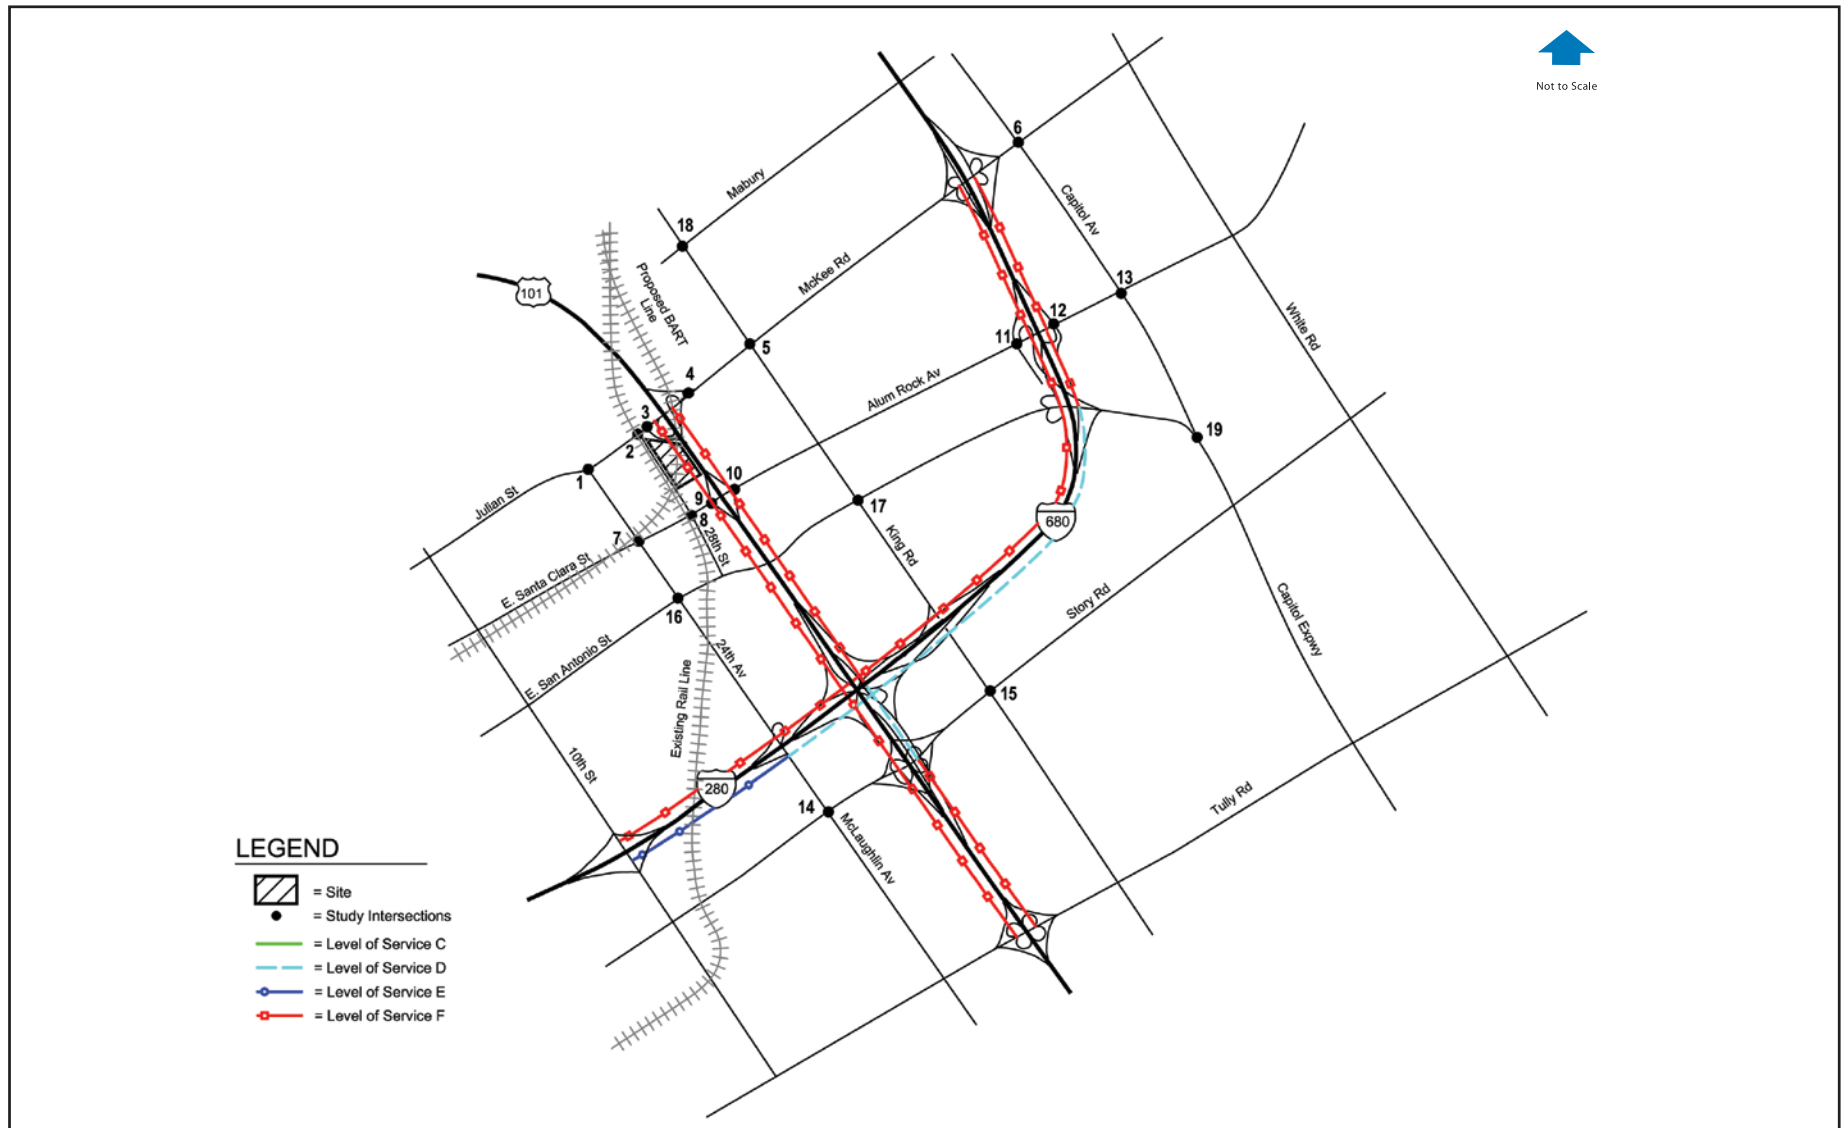 Not to Scale
6
Mabury
Capitol Av
18
McKee Rd
Proposed BART
Line
13
101
12
White Rd
11
5
4
Alum Rock Av
3
19
2
10
1
Julian St
9
17
8
680
28th St
King Rd
7
E. Santa Clara St
Story Rd
Capitol Expwy
16
24th Av
E. San Antonio St
15
Existing Rail Line
10th St
280
14
Tully Rd
McLaughlin Av
LEGEND
= Site
= Study Intersections
= Level of Service C
= Level of Service D
= Level of Service E
= Level of Service F